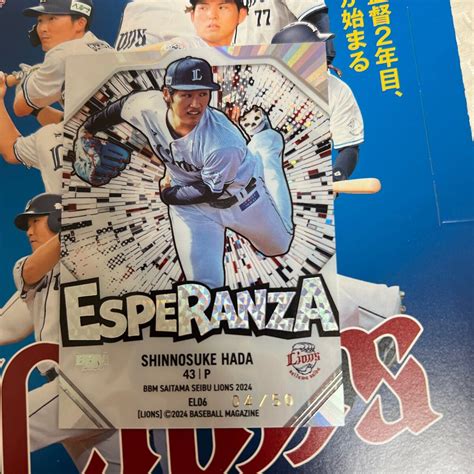 77
督2年目、
が始まる
L
ESPERANZA
SHINNOSUKE HADA
43 | P
BBM SAITAMA SEIBU LIONS 2024
EL06
04/50
[LIONS] ©2024 BASEBALL MAGAZINE
LIONS
Lions